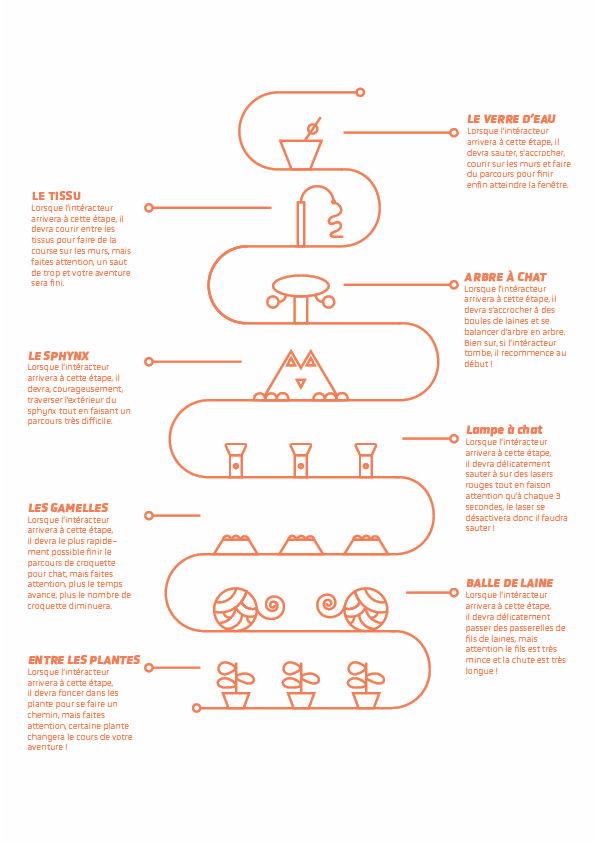 LE VERRE D'EAU
Lorsque l'intéracteur
arrivera à cette étape, il
devra sauter, s'accrocher,
courir sur les murs et faire
du parcours pour finir
enfin atteindre la fenêtre.
LE TISSU
Lorsque l'intéracteur
arrivera à cette étape, il
devra courir entre les
tissus pour faire de la
course sur les murs, mais
faites attention, un saut
de trop et votre aventure
sera fini.
ARBRE À CHAT
Lorsque l'intéracteur
arrivera à cette étape, il
devra s'accrocher à des
boules de laines et se
balancer d'arbre en arbre.
Bien sur, si l'intéracteur
tombe, il recommence au
début !
LE SPHYNX
Lorsque l'intéracteur
arrivera à cette étape, il
devra, courageusement,
traverser l'extérieur du
sphynx tout en faisant un
parcours très difficile.
Lampe à chat
Lorsque l'intéracteur
arrivera à cette étape,
il devra délicatement
sauter à sur des lasers
rouges tout en faison
attention qu'à chaque 3
secondes, le laser se
désactivera donc il faudra
sauter !
LES GAMELLES
Lorsque l'intéracteur
arrivera à cette étape,
il devra le plus rapide-
ment possible finir le
parcours de croquette
pour chat, mais faites
attention, plus le temps
avance, plus le nombre de
croquette diminuera.
BALLE DE LAINE
Lorsque l'intéracteur
arrivera à cette étape,
il devra délicatement
passer des passerelles de
fils de laines, mais
attention le fils est très
mince et la chute est très
longue !
ENTRE LES PLANTES
Lorsque l'intéracteur
arrivera à cette étape,
il devra foncer dans les
plante pour se faire un
chemin, mais faites
attention, certaine plante
changera le cours de votre
aventure !